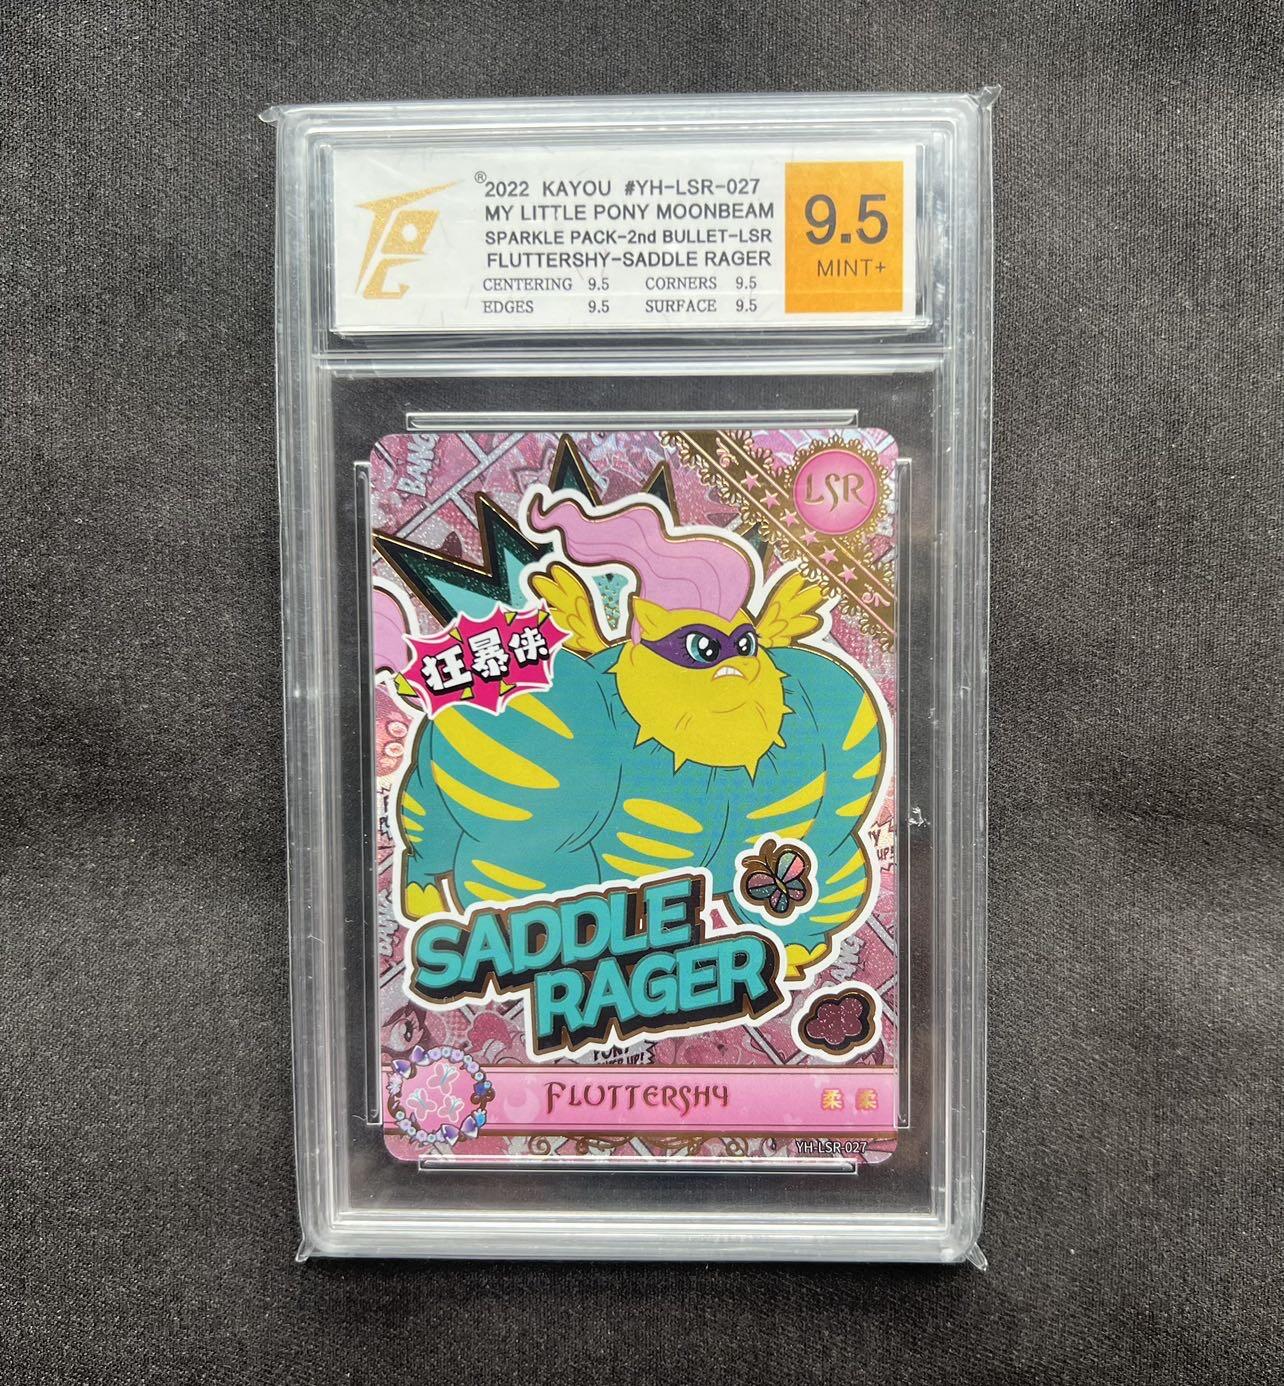 ®2022 KAYOU #YH-LSR-027
MY LITTLE PONY MOONBEAM
SPARKLE PACK-2nd BULLET-LSR
FLUTTERSHY-SADDLE RAGER
CENTERING 9.5 CORNERS 9.5
EDGES 9.5 SURFACE 9.5
9.5
MINT+
BANG
LSR
狂暴侠
SADDLE
RAGER
FLUTTERSHY
柔柔
YH-LSR-027